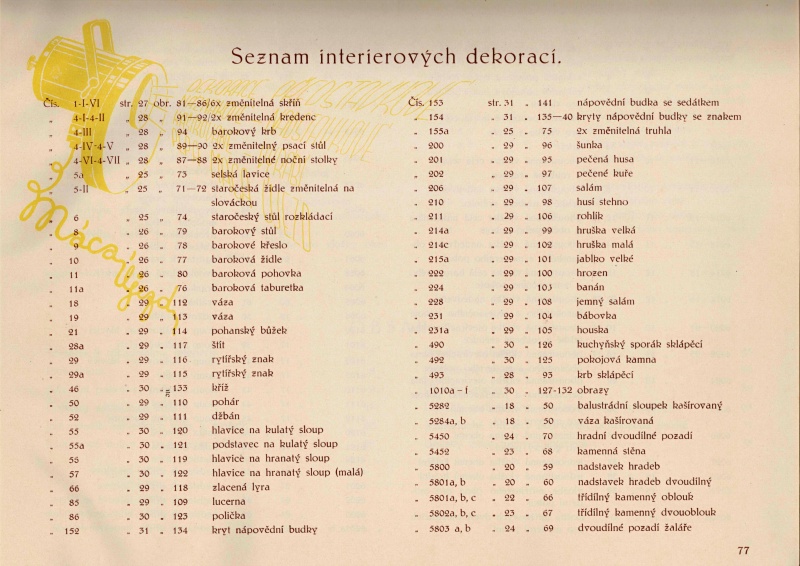 Seznam interierových dekorací.
Čís. 1-I-VI str. 27 obr. 81—86/6x změnitelná skříň
„ 4-I-4-II „ 28 „ 91—92/2x změnitelná kredenc
„ 4-III „ 28 „ 94 barokový krb
„ 4-IV-4-V „ 28 „ 89—90 2x změnitelný psací stůl
„ 4-VI-4-VII „ 28 „ 87—88 2x změnitelné noční stolky
„ 5a „ 25 „ 73 selská lavice
„ 5-II „ 25 „ 71—72 staročeská židle změnitelná na
slováckou
„ 6 „ 25 „ 74 staročeský stůl rozkládací
„ 8 „ 26 „ 79 barokový stůl
„ 9 „ 26 „ 78 barokové křeslo
„ 10 „ 26 „ 77 baroková židle
„ 11 „ 26 „ 80 baroková pohovka
„ 11a „ 26 „ 76 baroková taburetka
„ 18 „ 29 „ 112 váza
„ 19 „ 29 „ 113 váza
„ 21 „ 29 „ 114 pohanský bůžek
„ 28a „ 29 „ 117 štít
„ 29 „ 29 „ 116 rytířský znak
„ 29a „ 29 „ 115 rytířský znak
„ 46 „ 30 „ 133 kříž
„ 50 „ 29 „ 110 pohár
„ 52 „ 29 „ 111 džbán
„ 55 „ 30 „ 120 hlavice na kulatý sloup
„ 55a „ 30 „ 121 podstavec na kulatý sloup
„ 56 „ 30 „ 119 hlavice na hranatý sloup
„ 57 „ 30 „ 122 hlavice na hranatý sloup (malá)
„ 66 „ 29 „ 118 zlacená lyra
„ 85 „ 29 „ 109 lucerna
„ 86 „ 30 „ 123 polička
„ 152 „ 31 „ 134 kryt nápovědní budky
Čís. 153 str. 31 „ 141 nápovědní budka se sedátkem
„ 154 „ 31 „ 135—40 kryty nápovědní budky se znakem
„ 155a „ 25 „ 75 2x změnitelná truhla
„ 200 „ 29 „ 96 šunka
„ 201 „ 29 „ 95 pečená husa
„ 202 „ 29 „ 97 pečené kuře
„ 206 „ 29 „ 107 salám
„ 210 „ 29 „ 98 husí stehno
„ 211 „ 29 „ 106 rohlík
„ 214a „ 29 „ 99 hruška velká
„ 214c „ 29 „ 102 hruška malá
„ 215a „ 29 „ 101 jablko velké
„ 222 „ 29 „ 100 hrozen
„ 224 „ 29 „ 103 banán
„ 228 „ 29 „ 108 jemný salám
„ 231 „ 29 „ 104 bábovka
„ 231a „ 29 „ 105 houska
„ 490 „ 30 „ 126 kuchyňský sporák sklápěcí
„ 492 „ 30 „ 125 pokojová kamna
„ 493 „ 28 „ 93 krb sklápěcí
„ 1010a – f „ 30 „ 127-132 obrazy
„ 5282 „ 18 „ 50 balustrádní sloupek kašírovaný
„ 5284a, b „ 18 „ 50 váza kašírovaná
„ 5450 „ 24 „ 70 hradní dvoudílné pozadí
„ 5452 „ 23 „ 68 kamenná stěna
„ 5800 „ 20 „ 59 nadstavek hradeb
„ 5801a, b „ 20 „ 60 nadstavek hradeb dvoudílný
„ 5801a, b, c „ 22 „ 66 třídílný kamenný oblouk
„ 5802a, b, c „ 23 „ 67 třídílný kamenný dvouoblouk
„ 5803 a, b „ 24 „ 69 dvoudílné pozadí žaláře
77